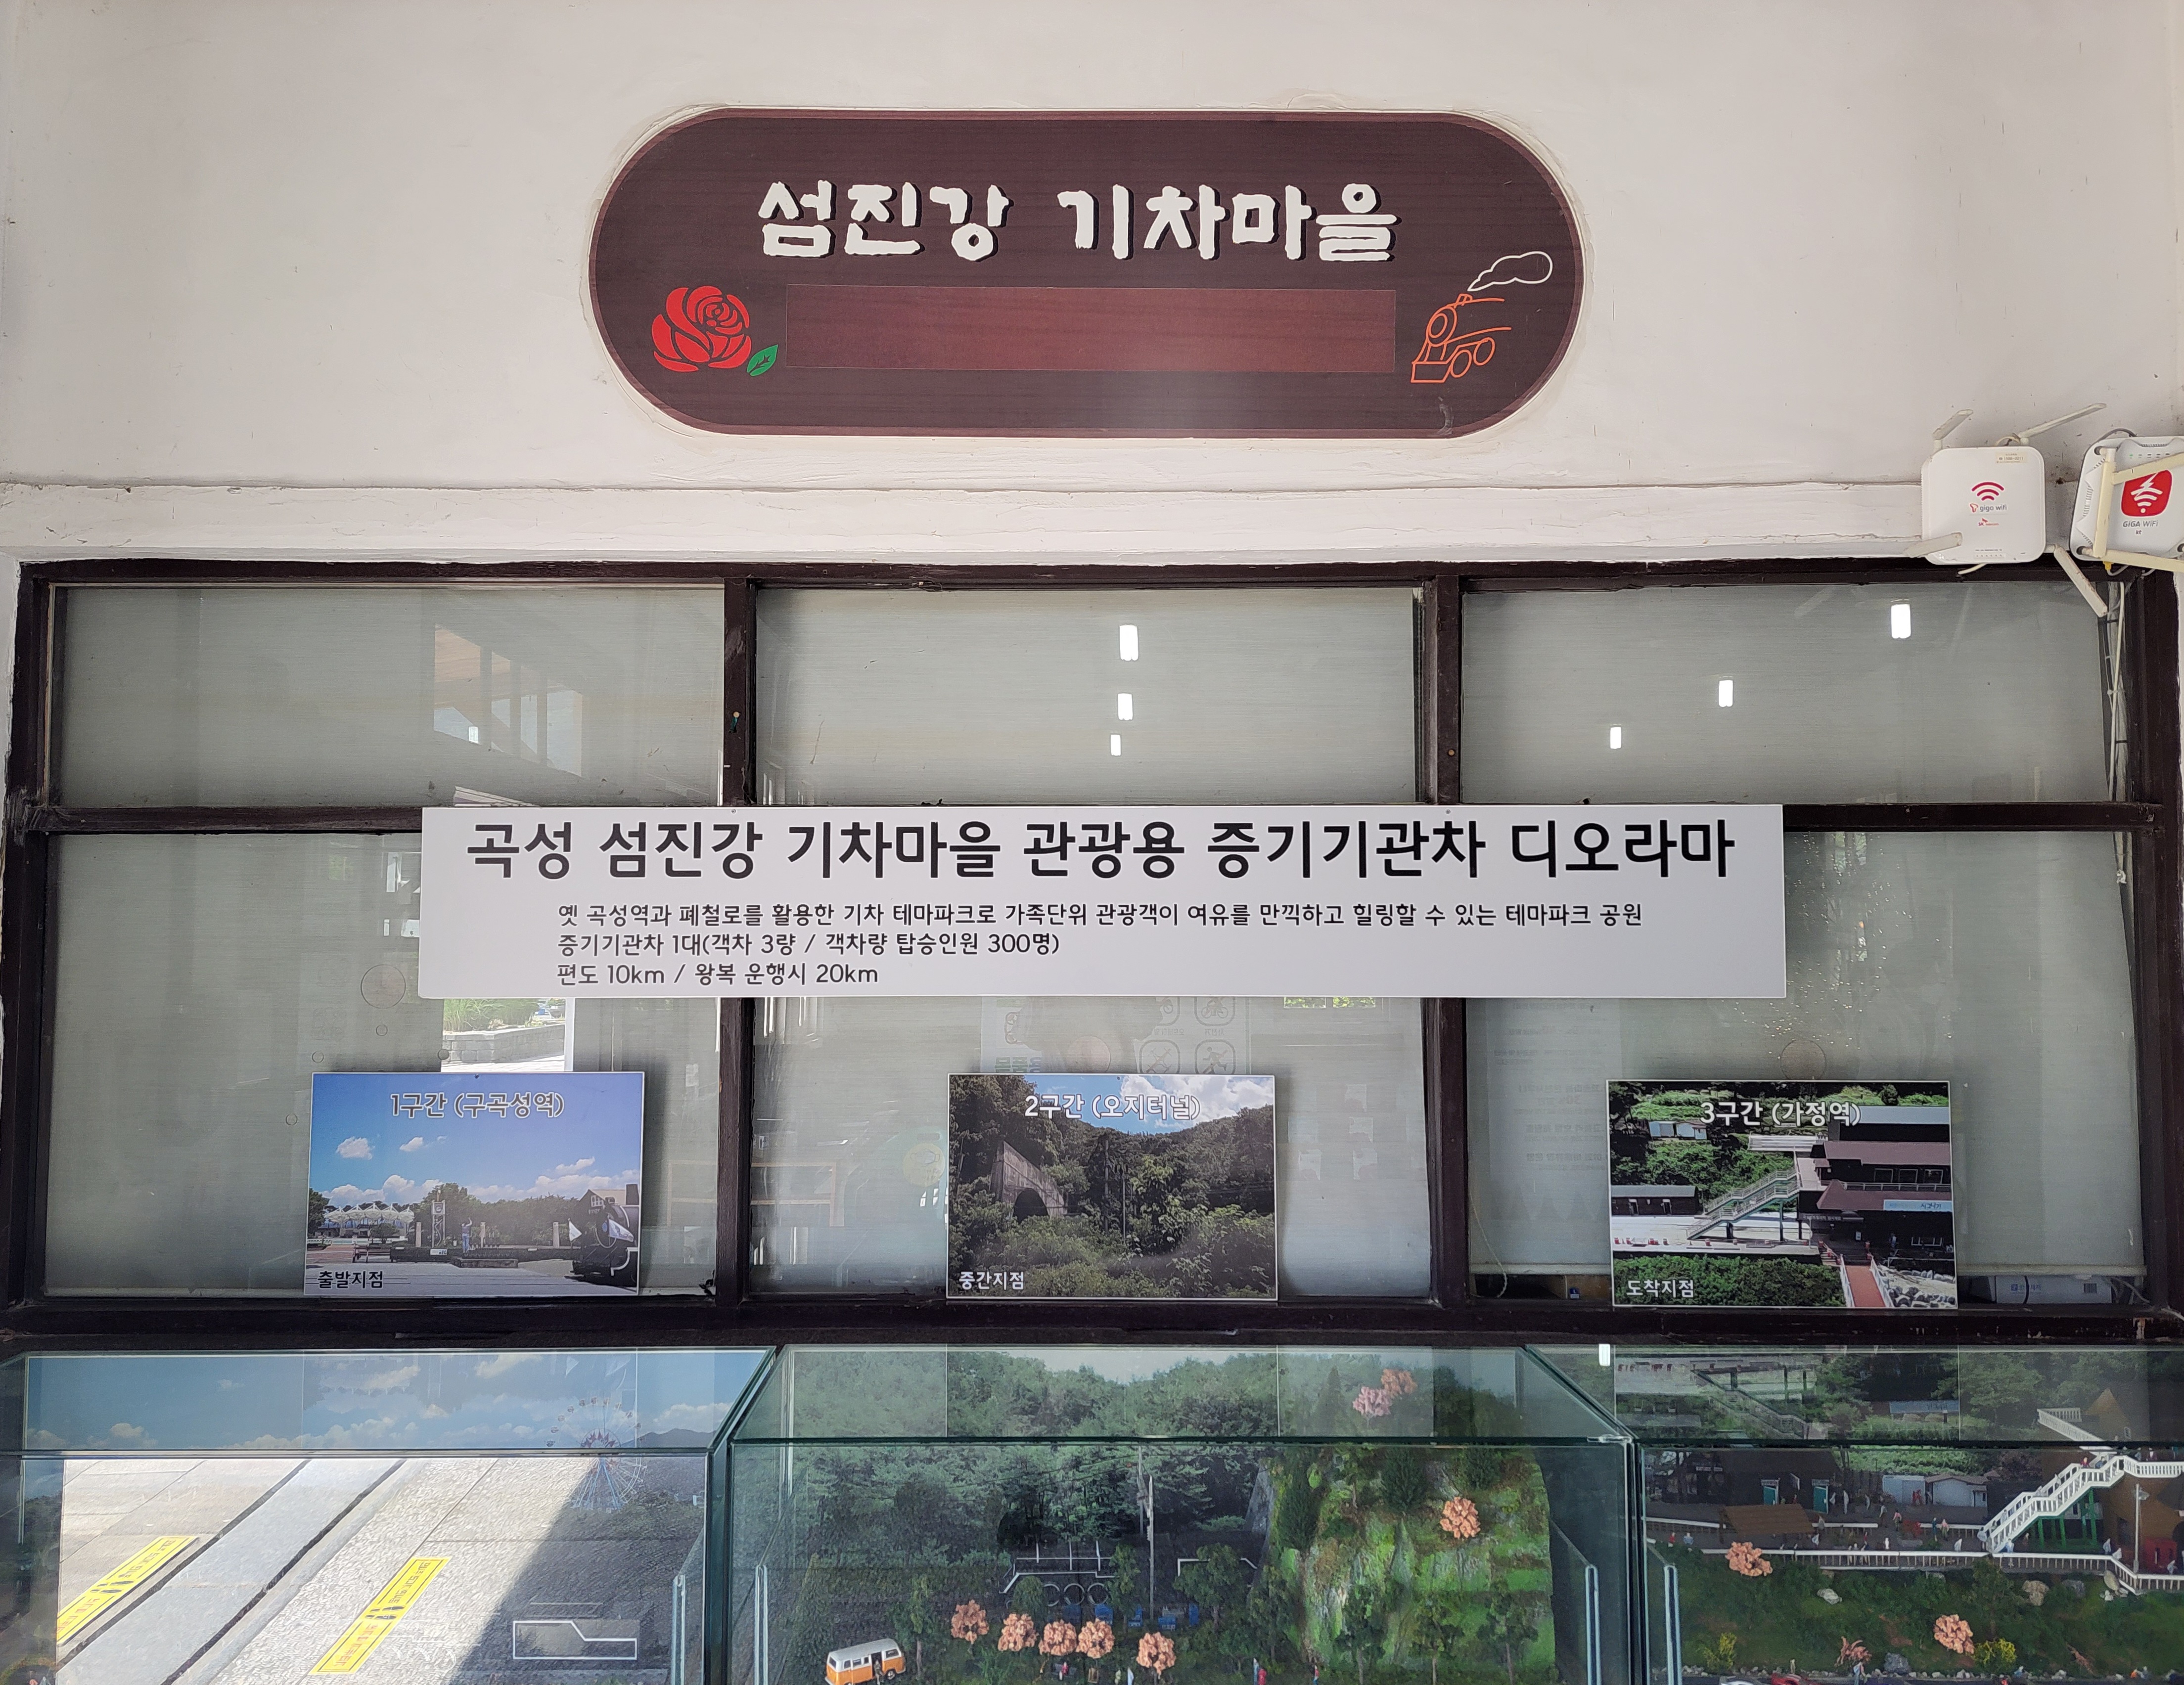 섬진강 기차마을
giga wifi
GIGA WiFi
kt
곡성 섬진강 기차마을 관광용 증기기관차 디오라마
옛 곡성역과 폐철로를 활용한 기차 테마파크로 가족단위 관광객이 여유를 만끽하고 힐링할 수 있는 테마파크 공원
증기기관차 1대(객차 3량 / 객차량 탑승인원 300명)
편도 10km / 왕복 운행시 20km
1구간 (구곡성역)
출발지점
2구간 (오지터널)
중간지점
3구간 (가정역)
도착지점